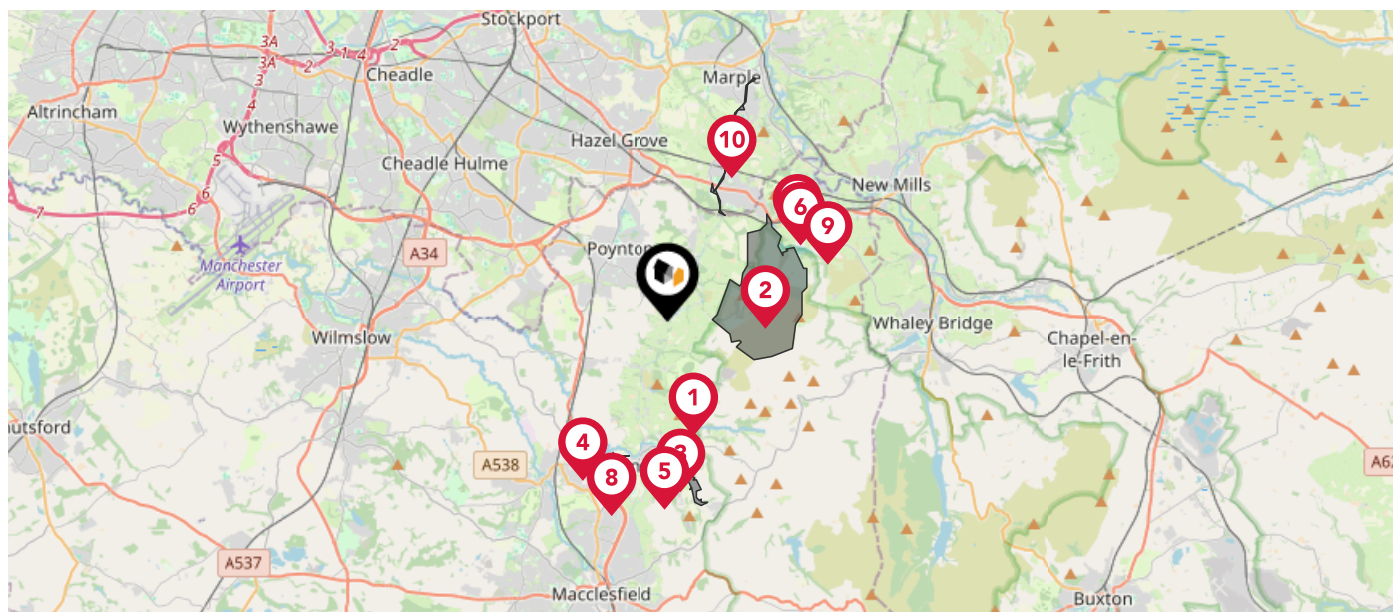 Stockport
3A
3
1
4
2
2
3A
Cheadle
3
Marple
4
Altrincham
Wythenshawe
10
Hazel Grove
5
Cheadle Hulme
6
New Mills
6
7
6
9
A34
Poynton
Manchester
Airport
2
Whaley Bridge
Wilmslow
Chapel-en-
le-Frith
1
4
A538
5
8
A537
Macclesfield
Buxton